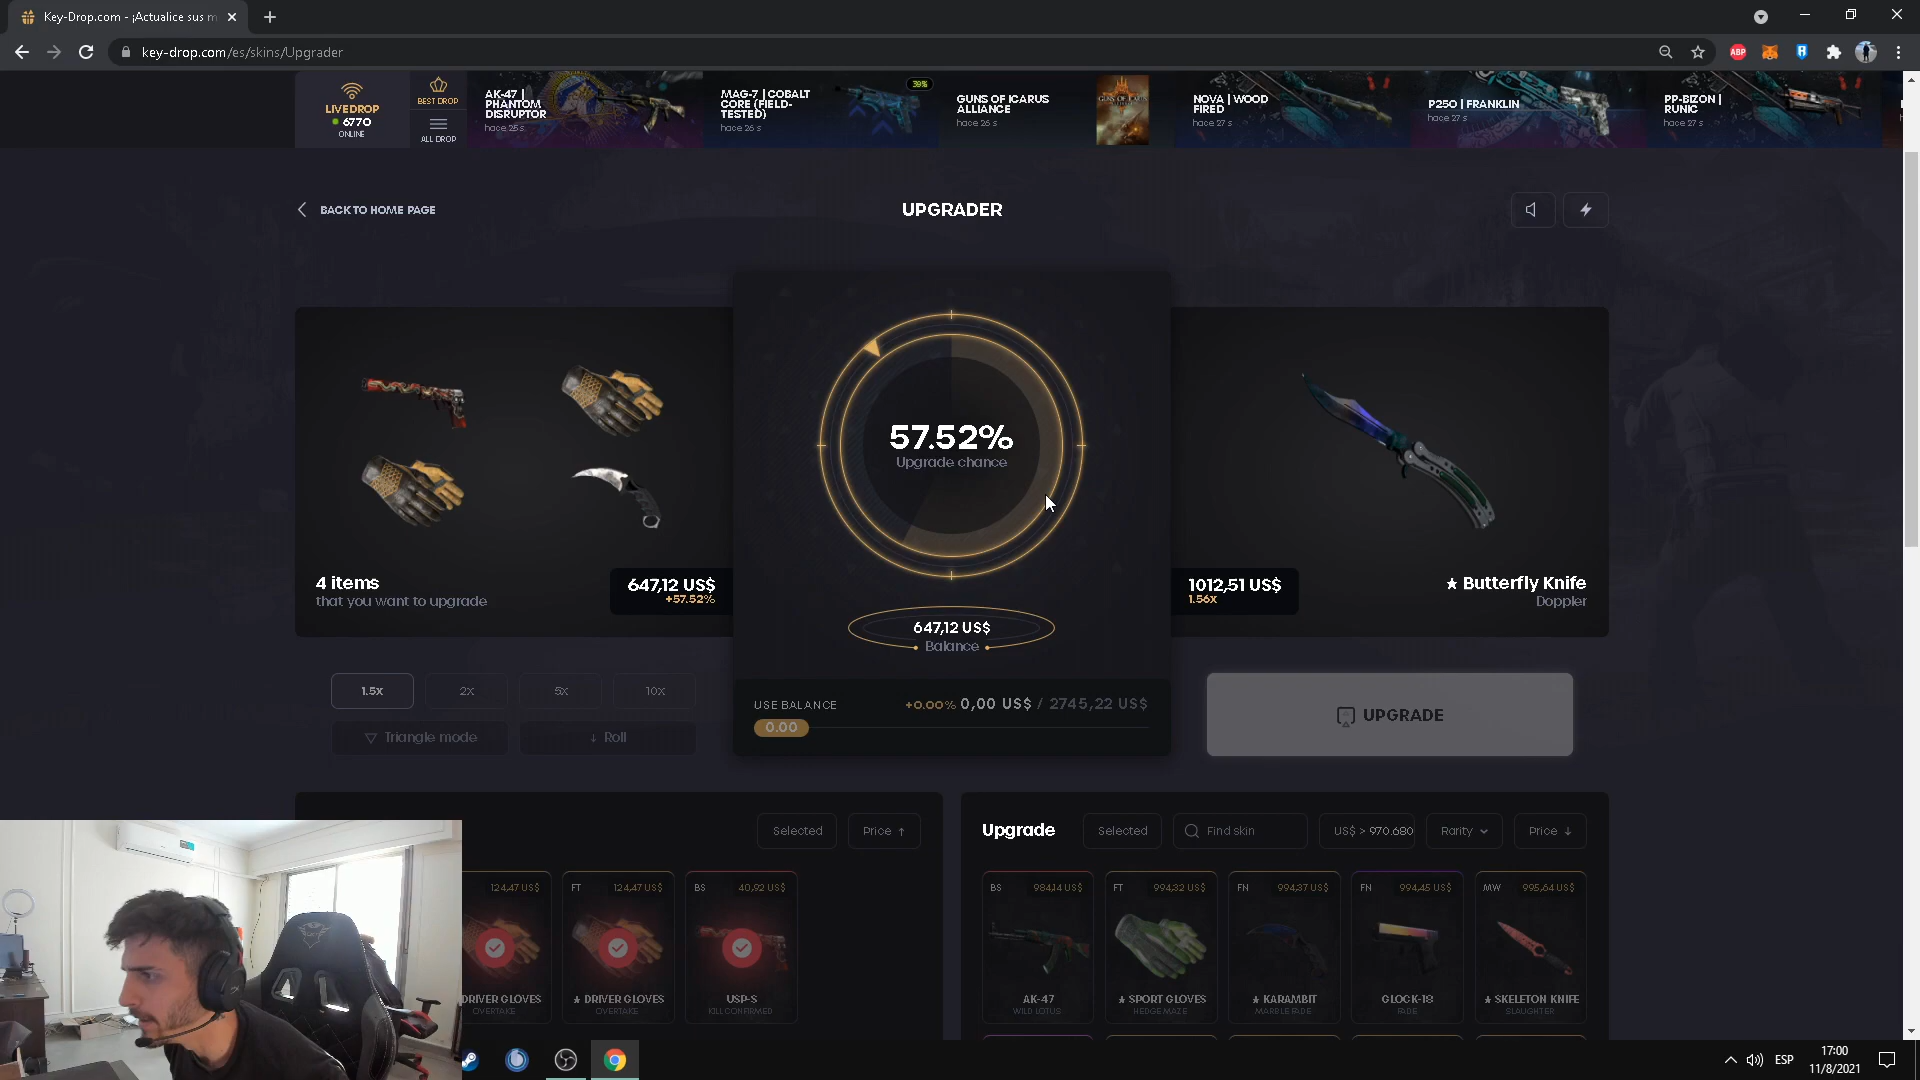 Key-Drop.com - ¡Actualice sus m
key-drop.com/es/skins/Upgrader
ABP
LIVEDROP
6770
ONLINE
BEST DROP
ALL DROP
AK-47 |
PHANTOM
DISRUPTOR
hace 25 s
MAG-7 | COBALT
CORE (FIELD-
TESTED)
hace 26 s
39%
GUNS OF ICARUS
ALLIANCE
hace 26 s
NOVA | WOOD
FIRED
hace 27 s
P250 | FRANKLIN
hace 27 s
PP-BIZON |
RUNIC
hace 27 s
BACK TO HOME PAGE
UPGRADER
57.52%
Upgrade chance
4 items
that you want to upgrade
647,12 US$
+57.52%
1012,51 US$
1.56x
★ Butterfly Knife
Doppler
647,12 US$
Balance
1.5x
2x
5x
10x
Triangle mode
↓ Roll
USE BALANCE
+0.00% 0,00 US$ / 2745,22 US$
0.00
UPGRADE
Selected
Price ↑
Upgrade
Selected
Find skin
US$ > 970.680
Rarity
Price ↓
124,47 US$
DRIVER GLOVES
OVERTAKE
FT
124,47 US$
★ DRIVER GLOVES
OVERTAKE
BS
40,92 US$
USP-S
KILL CONFIRMED
BS
984,14 US$
AK-47
WILD LOTUS
FT
994,32 US$
★ SPORT GLOVES
HEDGE MAZE
FN
994,37 US$
★ KARAMBIT
MARBLE FADE
FN
994,45 US$
GLOCK-18
FADE
MW
995,64 US$
★ SKELETON KNIFE
SLAUGHTER
ESP
17:00
11/8/2021